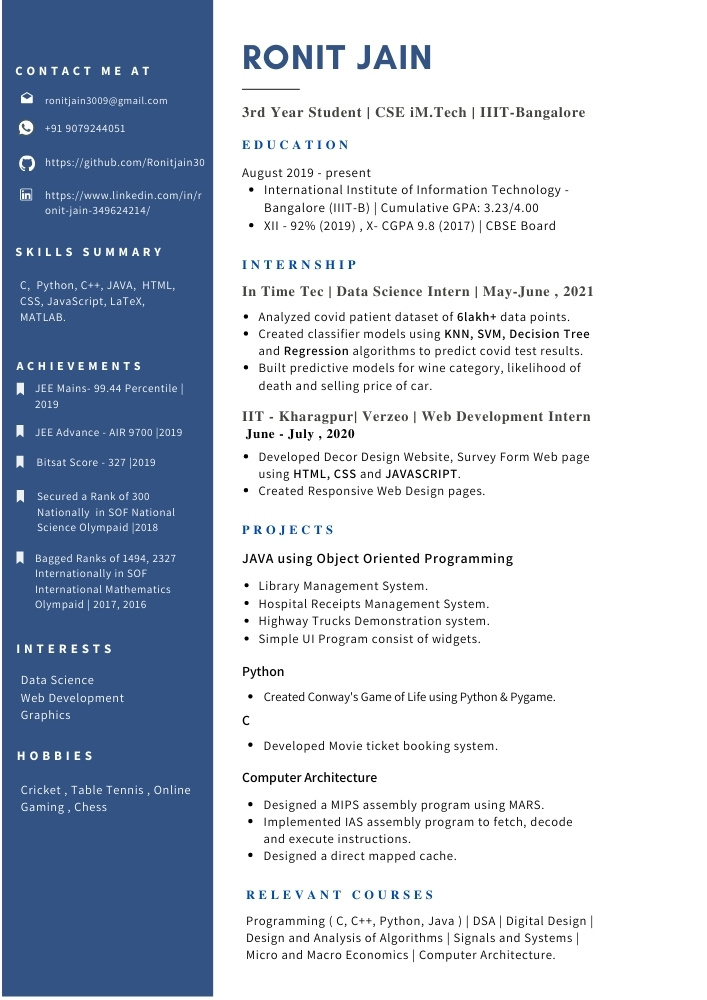 CONTACT ME AT
ronitjain3009@gmail.com
+91 9079244051
https://github.com/Ronitjain30
https://www.linkedin.com/in/r
onit-jain-349624214/
SKILLS SUMMARY
C, Python, C++, JAVA, HTML,
CSS, JavaScript, LaTeX,
MATLAB.
ACHIEVEMENTS
JEE Mains- 99.44 Percentile |
2019
JEE Advance - AIR 9700 |2019
Bitsat Score - 327 |2019
Secured a Rank of 300
Nationally in SOF National
Science Olympaid |2018
Bagged Ranks of 1494, 2327
Internationally in SOF
International Mathematics
Olympaid | 2017, 2016
INTERESTS
Data Science
Web Development
Graphics
HOBBIES
Cricket , Table Tennis , Online
Gaming , Chess
RONIT JAIN
3rd Year Student | CSE iM.Tech | IIIT-Bangalore
EDUCATION
August 2019 - present
• International Institute of Information Technology -
Bangalore (IIIT-B) | Cumulative GPA: 3.23/4.00
• XII - 92% (2019) , X- CGPA 9.8 (2017) | CBSE Board
INTERNSHIP
In Time Tec | Data Science Intern | May-June , 2021
• Analyzed covid patient dataset of 6lakh+ data points.
• Created classifier models using KNN, SVM, Decision Tree
and Regression algorithms to predict covid test results.
• Built predictive models for wine category, likelihood of
death and selling price of car.
IIT - Kharagpur| Verzeo | Web Development Intern
June - July , 2020
• Developed Decor Design Website, Survey Form Web page
using HTML, CSS and JAVASCRIPT.
• Created Responsive Web Design pages.
PROJECTS
JAVA using Object Oriented Programming
• Library Management System.
• Hospital Receipts Management System.
• Highway Trucks Demonstration system.
• Simple UI Program consist of widgets.
Python
• Created Conway's Game of Life using Python & Pygame.
C
• Developed Movie ticket booking system.
Computer Architecture
• Designed a MIPS assembly program using MARS.
• Implemented IAS assembly program to fetch, decode
and execute instructions.
• Designed a direct mapped cache.
RELEVANT COURSES
Programming ( C, C++, Python, Java ) | DSA | Digital Design |
Design and Analysis of Algorithms | Signals and Systems |
Micro and Macro Economics | Computer Architecture.